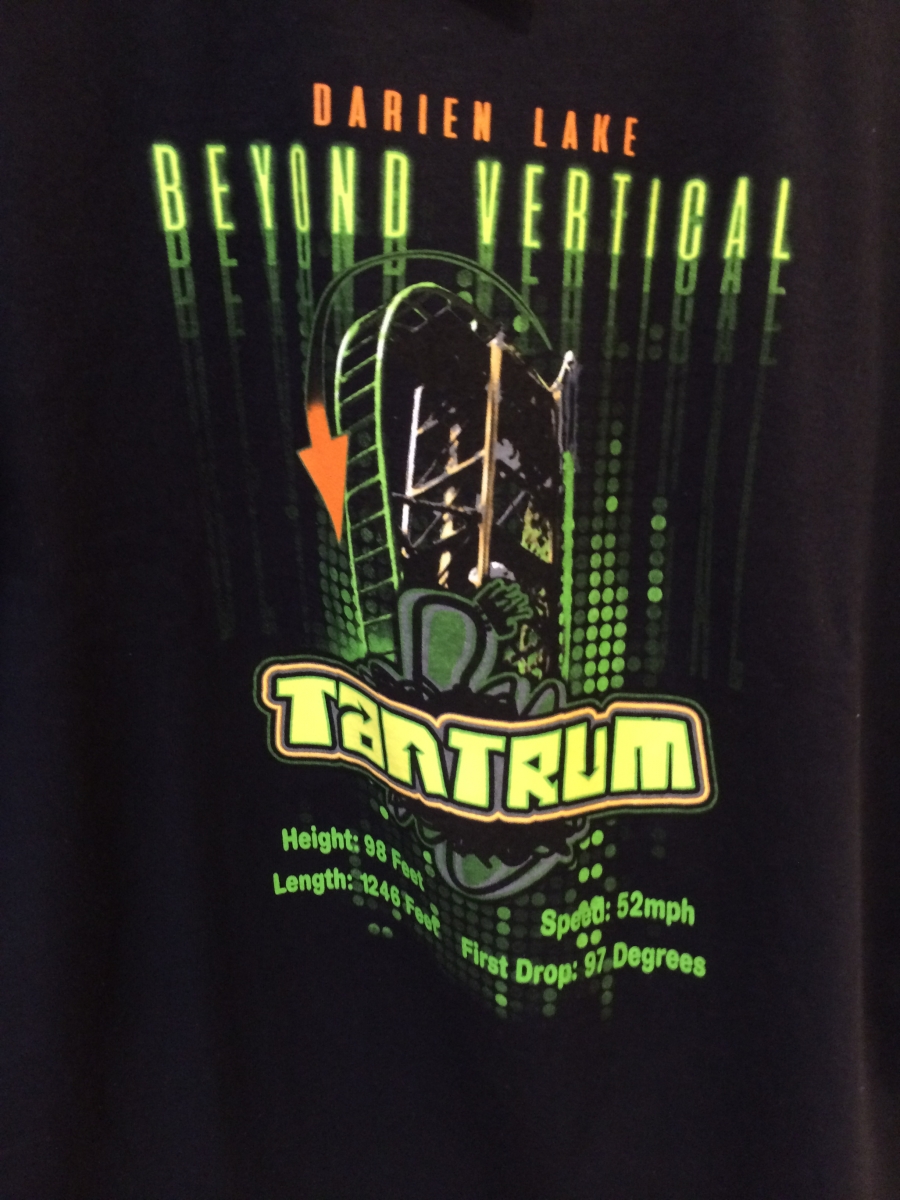 DARIEN LAKE
BEYOND VERTICAL
TANTRUM
Height: 98 Feet
Length: 1246 Feet
Speed: 52mph
First Drop: 97 Degrees